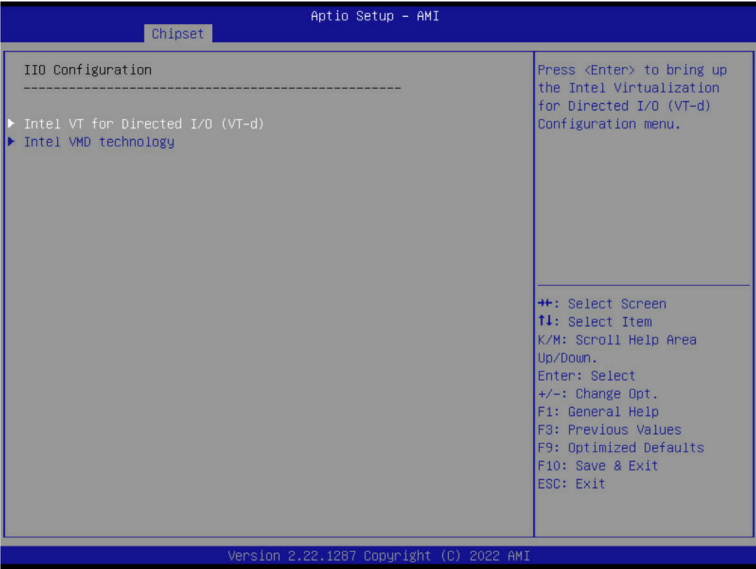 Aptio Setup – AMI
Chipset
IIO Configuration
--------------------------------------------------
Intel VT for Directed I/O (VT-d)
Intel VMD technology
Press <Enter> to bring up
the Intel Virtualization
for Directed I/O (VT-d)
Configuration menu.
→←: Select Screen
↑↓: Select Item
K/M: Scroll Help Area
Up/Down.
Enter: Select
+/-: Change Opt.
F1: General Help
F3: Previous Values
F9: Optimized Defaults
F10: Save & Exit
ESC: Exit
Version 2.22.1287 Copyright (C) 2022 AMI